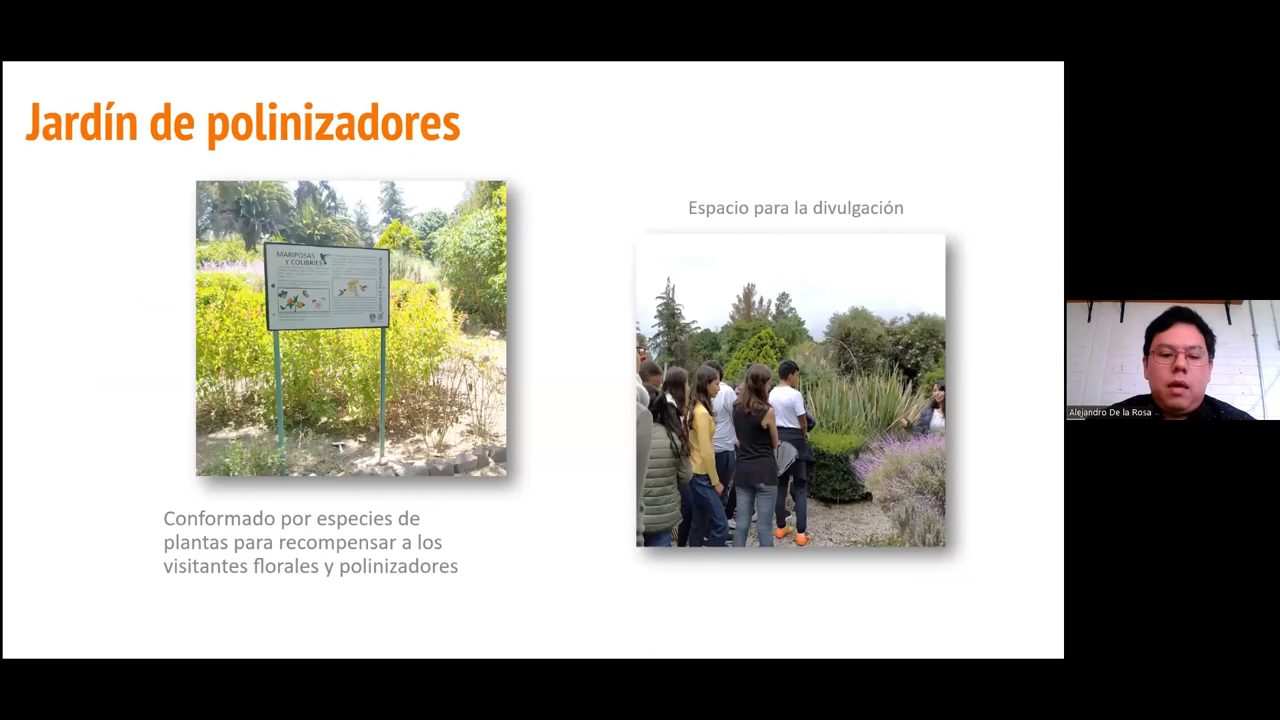 Jardín de polinizadores
MARIPOSAS
Y COLIBRÍES
Espacio para la divulgación
Conformado por especies de
plantas para recompensar a los
visitantes florales y polinizadores
Alejandro De la Rosa